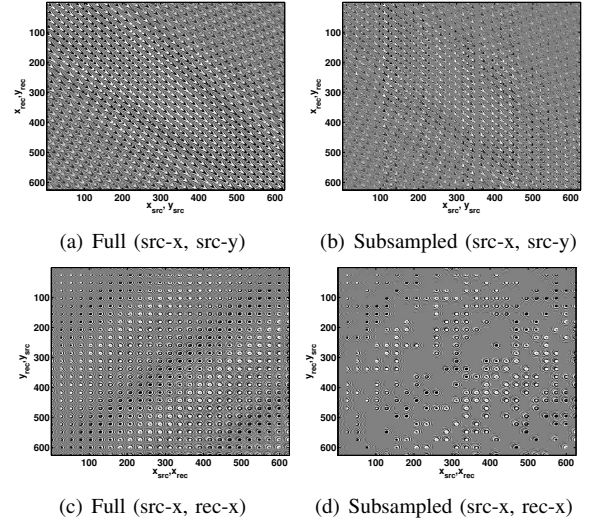 100
200
300
400
500
600
x_rec, y_rec
100 200 300 400 500 600
x_src, y_src
(a) Full (src-x, src-y)
100
200
300
400
500
600
x_rec, y_rec
100 200 300 400 500 600
x_src, y_src
(b) Subsampled (src-x, src-y)
100
200
300
400
500
600
y_rec, y_src
100 200 300 400 500 600
x_src, x_rec
(c) Full (src-x, rec-x)
100
200
300
400
500
600
y_rec, y_src
100 200 300 400 500 600
x_src, x_rec
(d) Subsampled (src-x, rec-x)